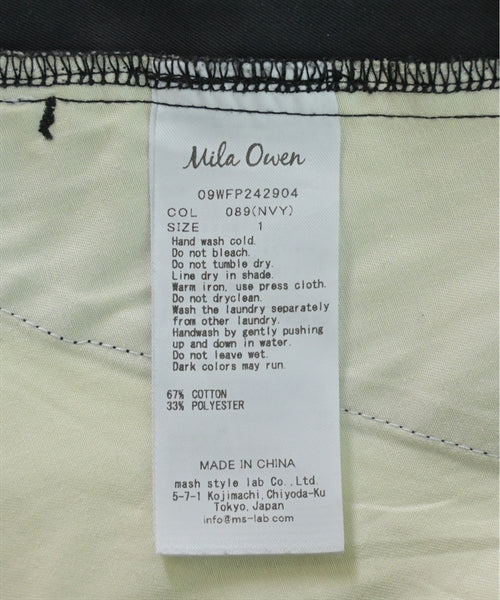 Mila Owen
09WFP242904
COL 089(NVY)
SIZE 1
Hand wash cold.
Do not bleach.
Do not tumble dry.
Line dry in shade.
Warm iron, use press cloth.
Do not dryclean.
Wash the laundry separately
from other laundry.
Handwash by gently pushing
up and down in water.
Do not leave wet.
Dark colors may run.
67% COTTON
33% POLYESTER
MADE IN CHINA
mash style lab Co.,Ltd.
5-7-1 Kojimachi,Chiyoda-Ku
Tokyo,Japan
info@ms-lab.com